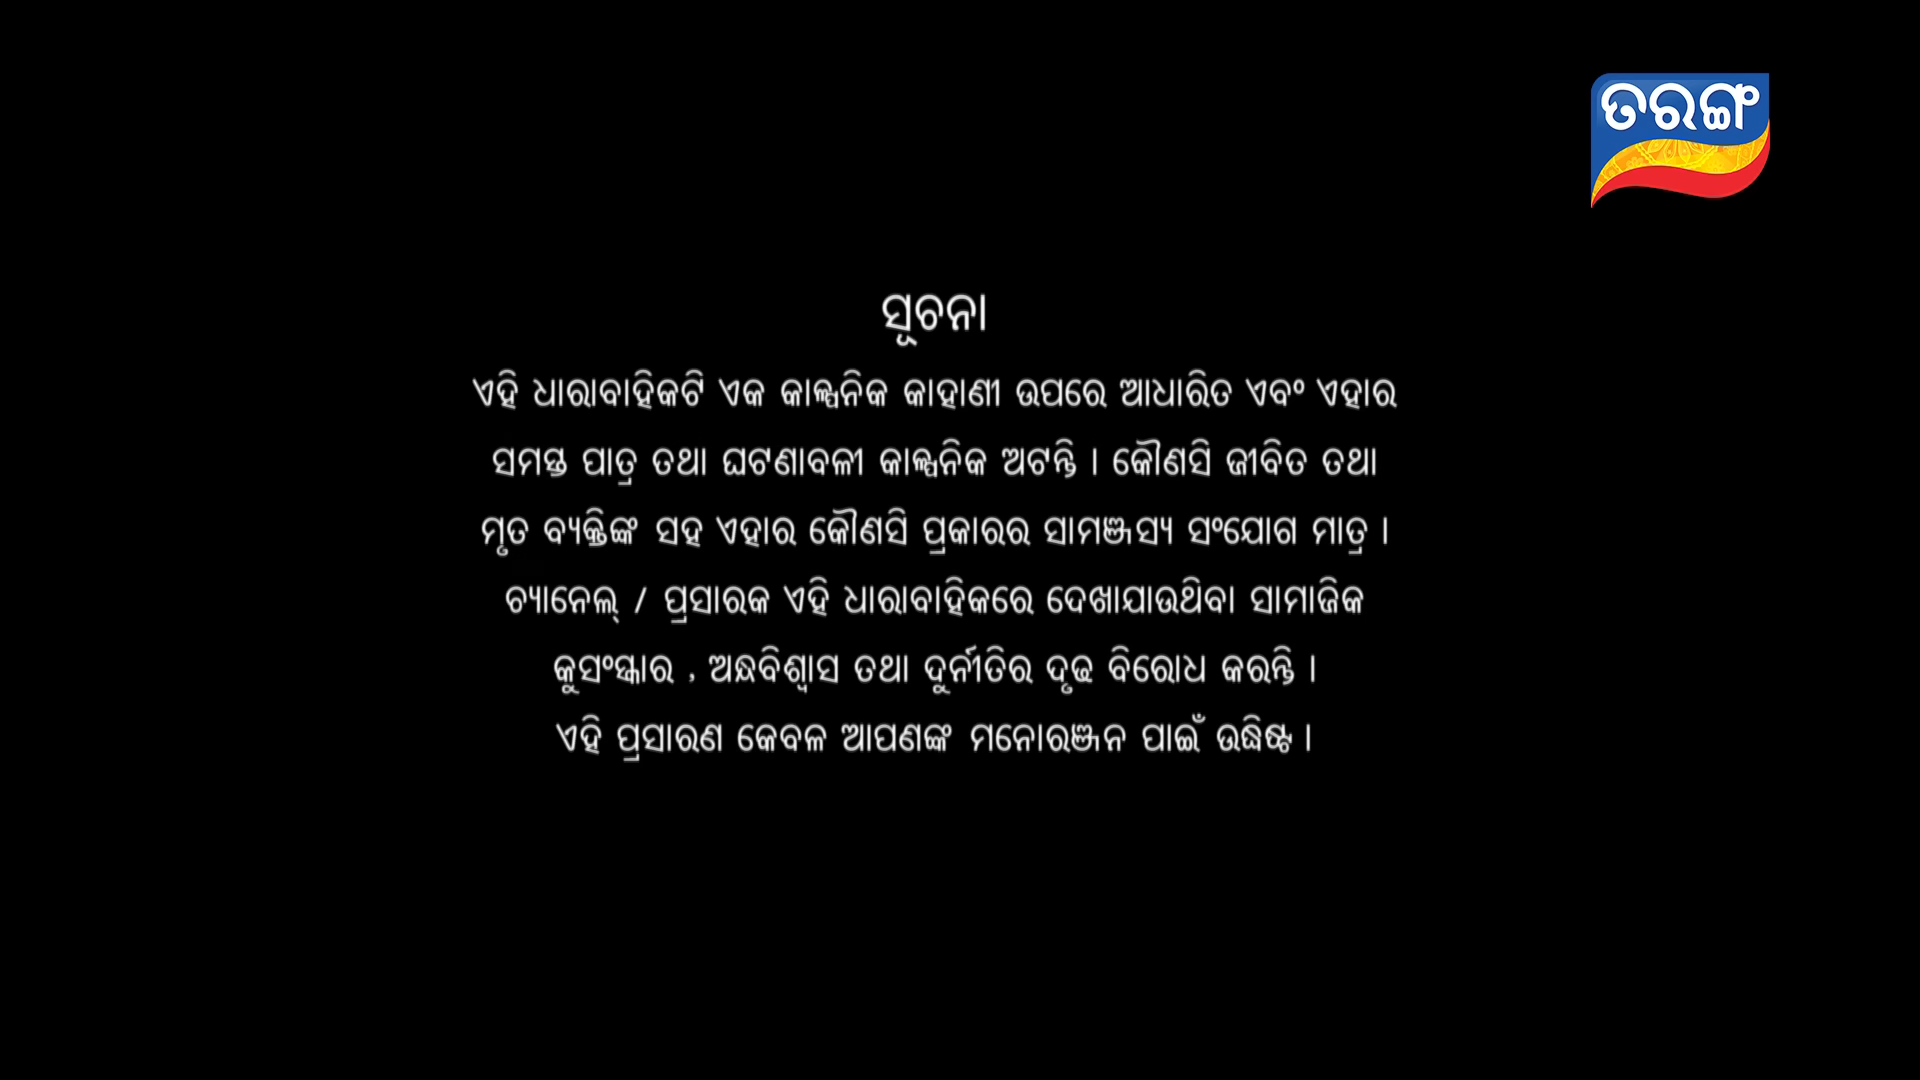 ତରଙ୍ଗ
ସୂଚନା
ଏହି ଧାରାବାହିକଟି ଏକ କାଳ୍ପନିକ କାହାଣୀ ଉପରେ ଆଧାରିତ ଏବଂ ଏହାର
ସମସ୍ତ ପାତ୍ର ତଥା ଘଟଣାବଳୀ କାଳ୍ପନିକ ଅଟନ୍ତି । କୌଣସି ଜୀବିତ ତଥା
ମୃତ ବ୍ୟକ୍ତିଙ୍କ ସହ ଏହାର କୌଣସି ପ୍ରକାରର ସାମଞ୍ଜସ୍ୟ ସଂଯୋଗ ମାତ୍ର ।
ଚ୍ୟାନେଲ୍ / ପ୍ରସାରକ ଏହି ଧାରାବାହିକରେ ଦେଖାଯାଉଥିବା ସାମାଜିକ
କୁସଂସ୍କାର , ଅନ୍ଧବିଶ୍ୱାସ ତଥା ଦୁର୍ନୀତିର ଦୃଢ ବିରୋଧ କରନ୍ତି ।
ଏହି ପ୍ରସାରଣ କେବଳ ଆପଣଙ୍କ ମନୋରଞ୍ଜନ ପାଇଁ ଉଦ୍ଧିଷ୍ଟ ।